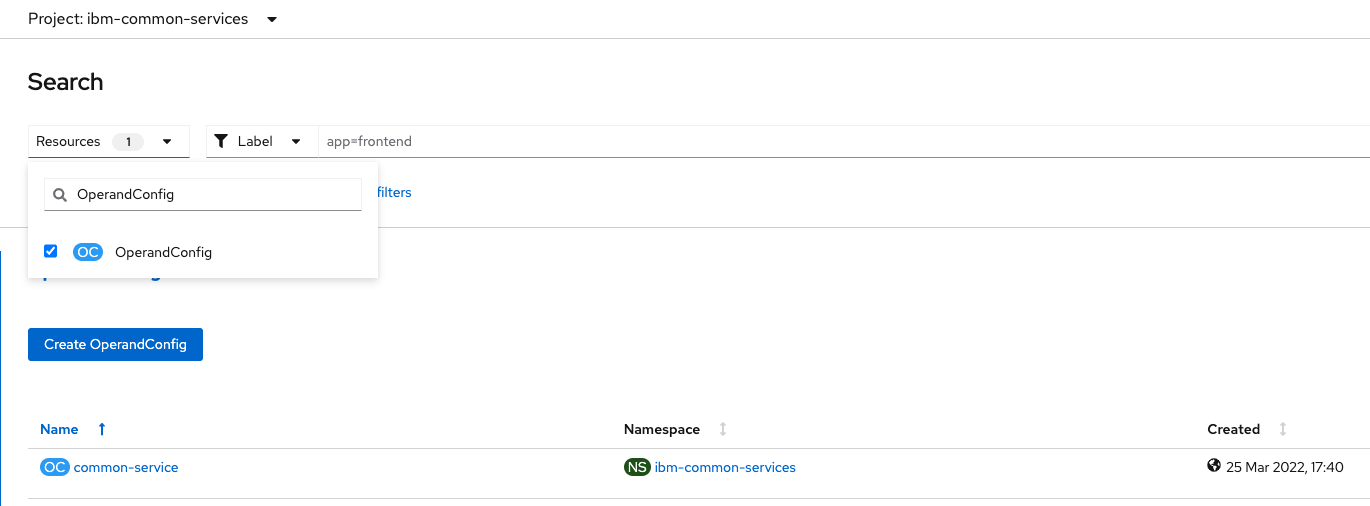 Project: ibm-common-services
Search
Resources 1 Label app=frontend
OperandConfig filters
OC OperandConfig
Create OperandConfig
Name Namespace Created
OC common-service NS ibm-common-services 25 Mar 2022, 17:40